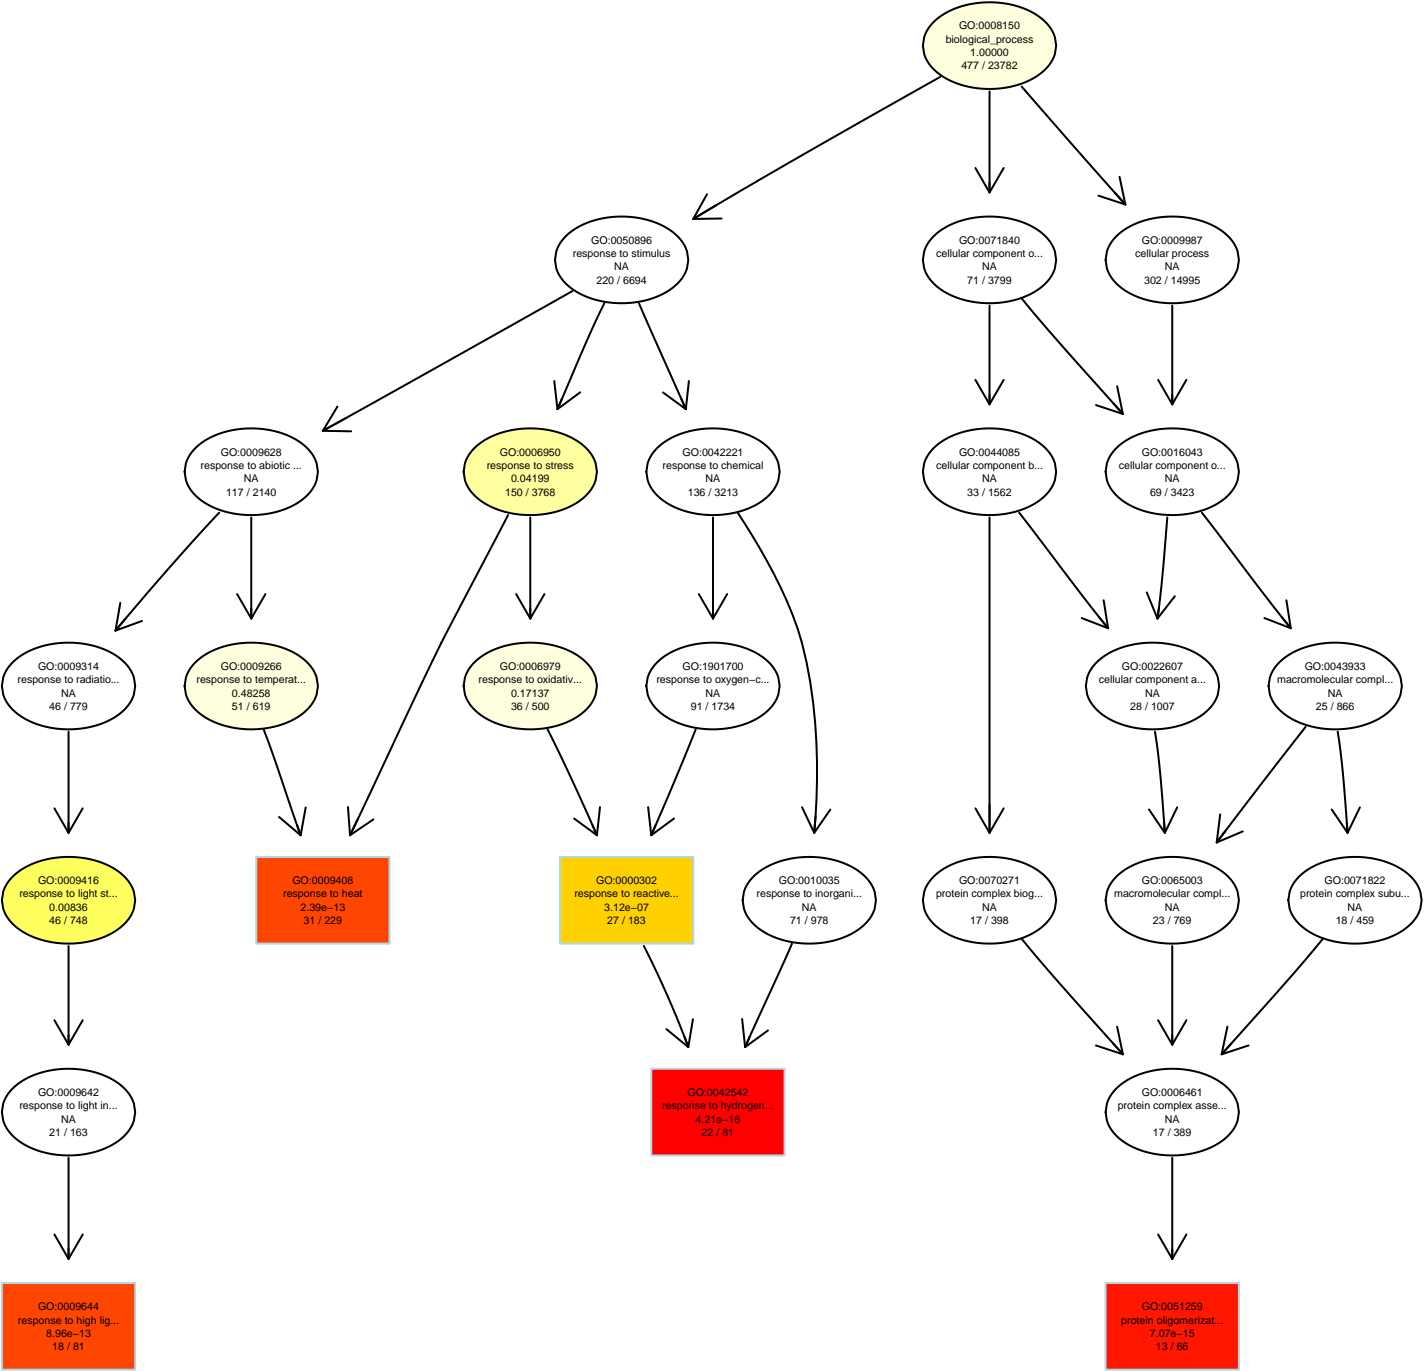 GO:0008150
biological_process
1.00000
477 / 23782
GO:0050896
response to stimulus
NA
220 / 6694
GO:0071840
cellular component o...
NA
71 / 3799
GO:0009987
cellular process
NA
302 / 14995
GO:0009628
response to abiotic ...
NA
117 / 2140
GO:0006950
response to stress
0.04199
150 / 3768
GO:0042221
response to chemical
NA
136 / 3213
GO:0044085
cellular component b...
NA
33 / 1562
GO:0016043
cellular component o...
NA
69 / 3423
GO:0009314
response to radiatio...
NA
46 / 779
GO:0009266
response to temperat...
0.48258
51 / 619
GO:0006979
response to oxidativ...
0.17137
36 / 500
GO:1901700
response to oxygen−c...
NA
91 / 1734
GO:0022607
cellular component a...
NA
28 / 1007
GO:0043933
macromolecular compl...
NA
25 / 866
GO:0009416
response to light st...
0.00836
46 / 748
GO:0009408
response to heat
2.39e−13
31 / 229
GO:0000302
response to reactive...
3.12e−07
27 / 183
GO:0010035
response to inorgani...
NA
71 / 978
GO:0070271
protein complex biog...
NA
17 / 398
GO:0065003
macromolecular compl...
NA
23 / 769
GO:0071822
protein complex subu...
NA
18 / 459
GO:0009642
response to light in...
NA
21 / 163
GO:0042542
response to hydrogen...
4.21e−16
22 / 81
GO:0006461
protein complex asse...
NA
17 / 389
GO:0009644
response to high lig...
8.96e−13
18 / 81
GO:0051259
protein oligomerizat...
7.07e−15
13 / 66